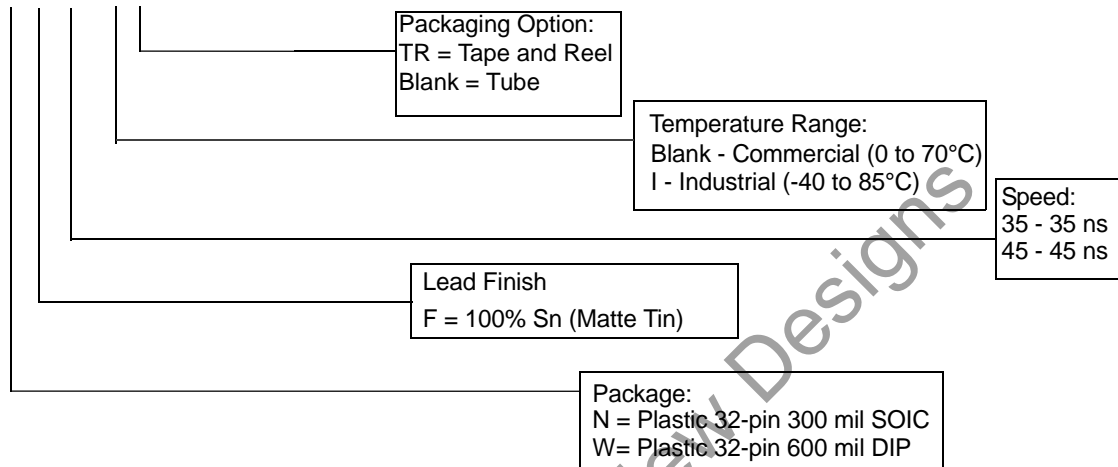 Packaging Option:
TR = Tape and Reel
Blank = Tube
Temperature Range:
Blank - Commercial (0 to 70°C)
I - Industrial (-40 to 85°C)
Speed:
35 - 35 ns
45 - 45 ns
Lead Finish
F = 100% Sn (Matte Tin)
Package:
N = Plastic 32-pin 300 mil SOIC
W= Plastic 32-pin 600 mil DIP
Designs